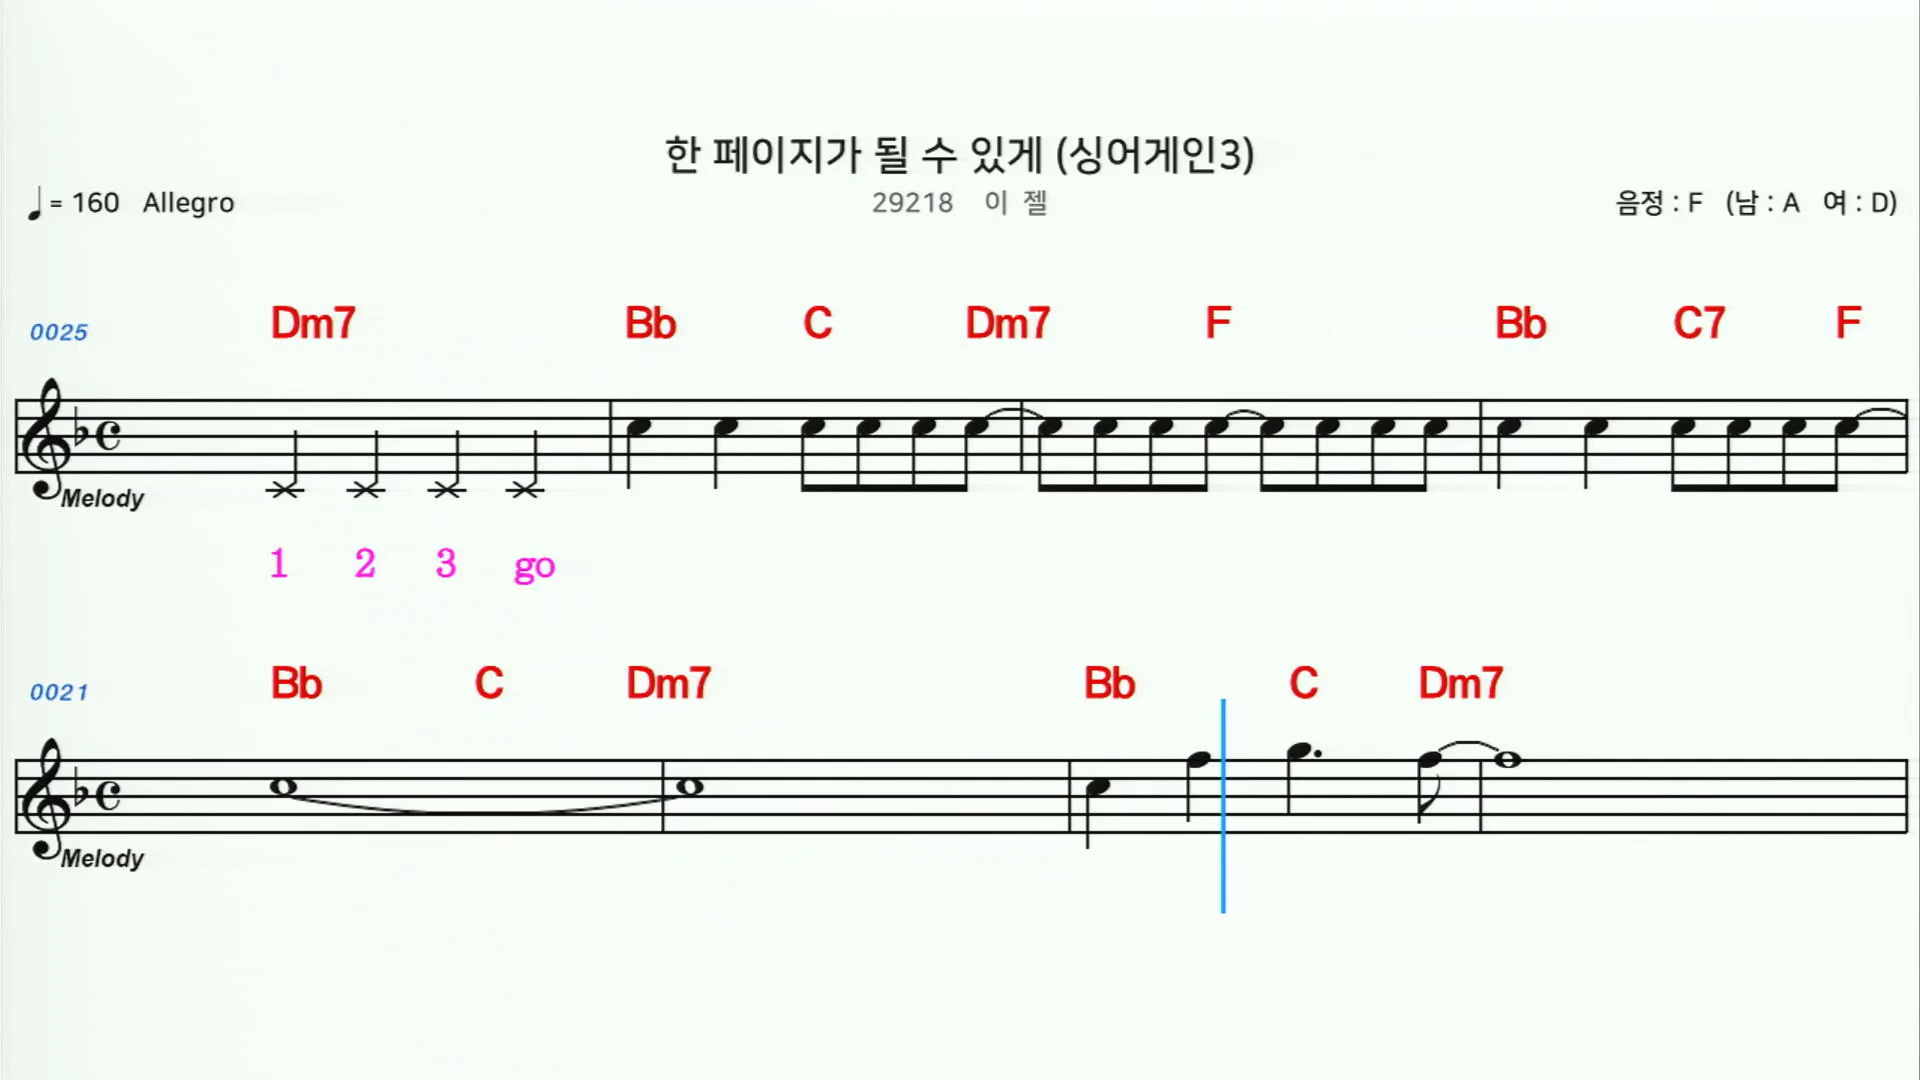 한 페이지가 될 수 있게 (싱어게인3)
= 160 Allegro 29218 이 젤 음정 : F (남 : A 여 : D)
0025 Dm7 Bb C Dm7 F Bb C7 F
Melody
1 2 3 go
0021 Bb C Dm7 Bb C Dm7
Melody